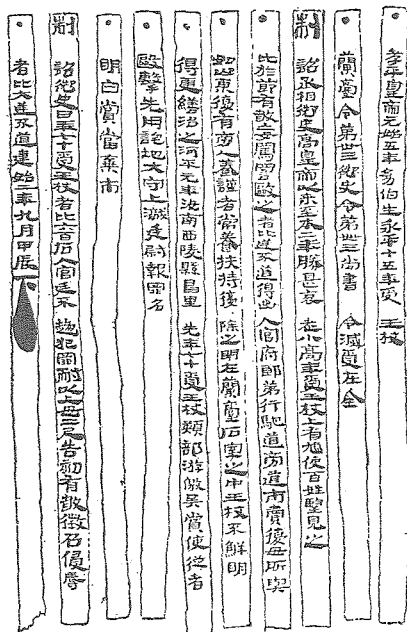 孝平皇帝元始五年幼伯生永平十五年受王杖
蘭臺令第卅三御史令第卌三尚書令滅受在金
制詔丞相御史高皇帝以來至本二年勝甚哀老小高年受王杖上有鳩使百姓望見之
比於節有敢妄罵詈毆之者比逆不道得出入官府郎第行馳道旁道市賣復毋所與
如山東復有旁人養謹者常養扶持復除之明在蘭臺石室之中王杖不鮮明
得更繕治之河平元年汝南西陵縣昌里先年七十受王杖類部游徼吳賞使從者
毆擊先用詫地大守上讞廷尉報罪名
明白賞當棄市
制詔御史曰年七十受王杖者比六百石入官廷不趨犯罪耐以上毋二尺告劾有敢徵召侵辱
者比大逆不道建始二年九月甲辰下